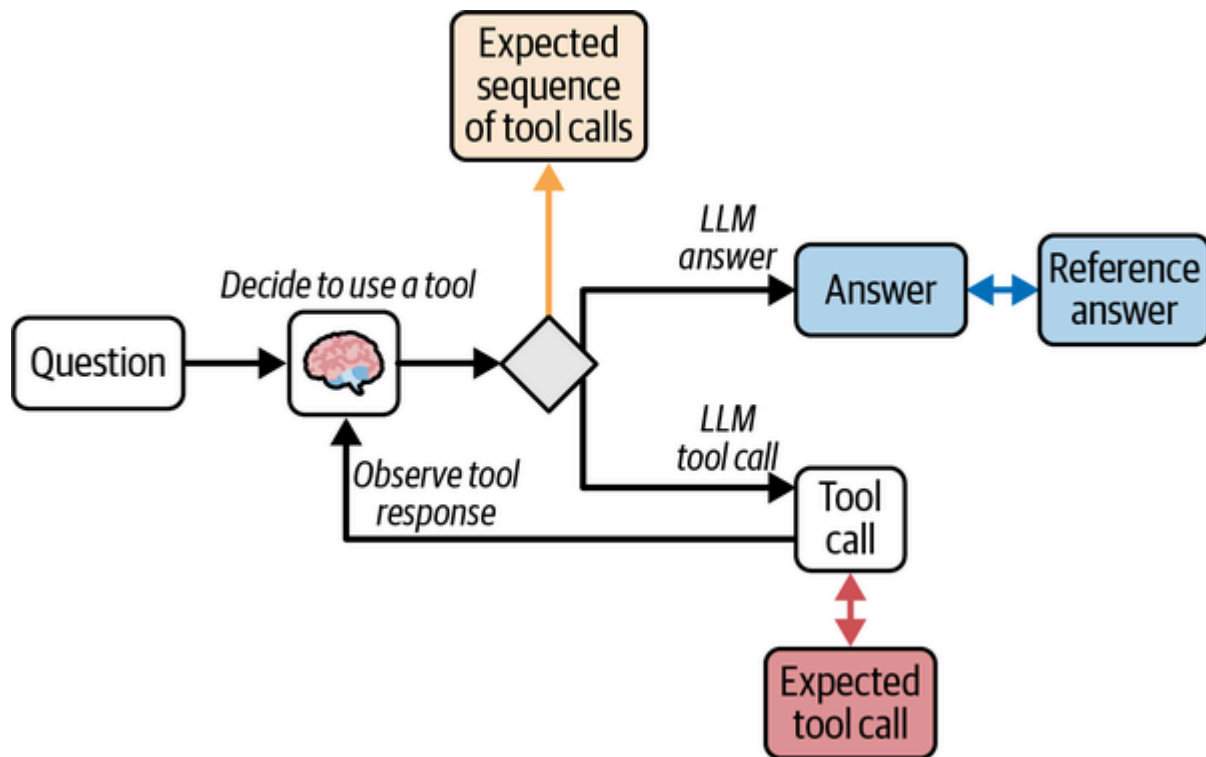 Expected
sequence
of tool calls
LLM
answer
Answer
Reference
answer
Decide to use a tool
Question
LLM
tool call
Observe tool
response
Tool
call
Expected
tool call